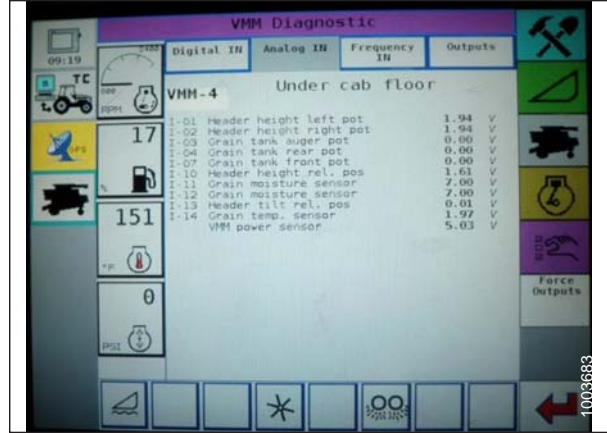 VMM Diagnostic
Digital IN
Analog IN
Frequency IN
Outputs
09:19
TC
GPS
RPM
17
%
151
°F
0
PSI
VMM-4
Under cab floor
I-01 Header height left pot 1.94 V
I-02 Header height right pot 1.94 V
I-03 Grain tank auger pot 0.00 V
I-04 Grain tank rear pot 0.00 V
I-07 Grain tank front pot 0.00 V
I-10 Header height rel. pos 1.61 V
I-11 Grain moisture sensor 7.00 V
I-12 Grain moisture sensor 7.00 V
I-13 Header tilt rel. pos 0.01 V
I-14 Grain temp. sensor 1.97 V
VMM power sensor 5.03 V
Force
Outputs
1003683